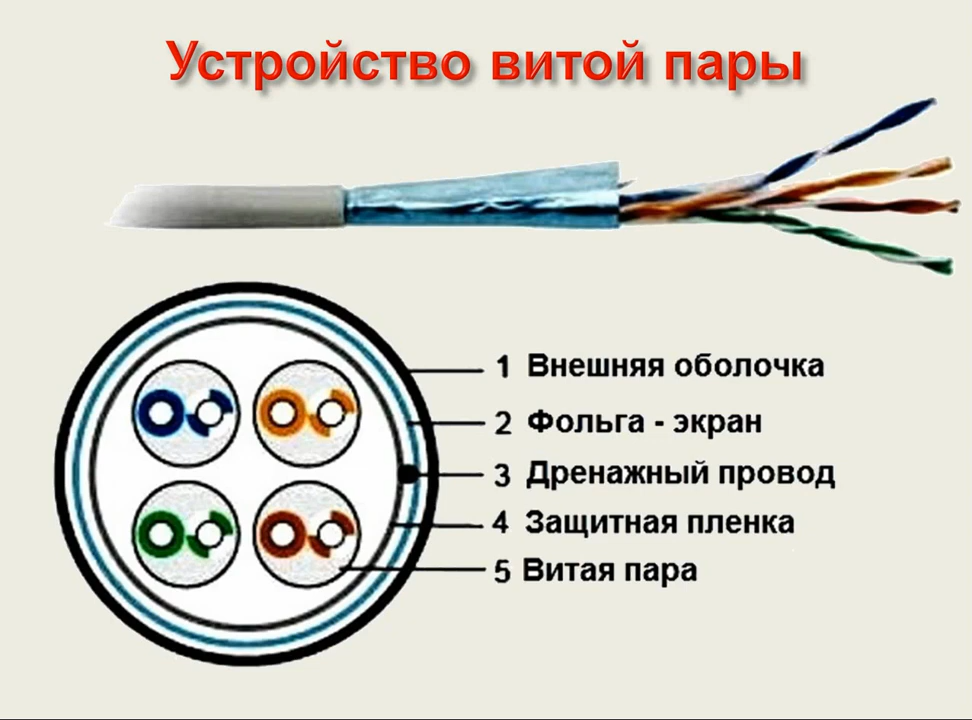 Устройство витой пары
1 Внешняя оболочка
2 Фольга - экран
3 Дренажный провод
4 Защитная пленка
5 Витая пара